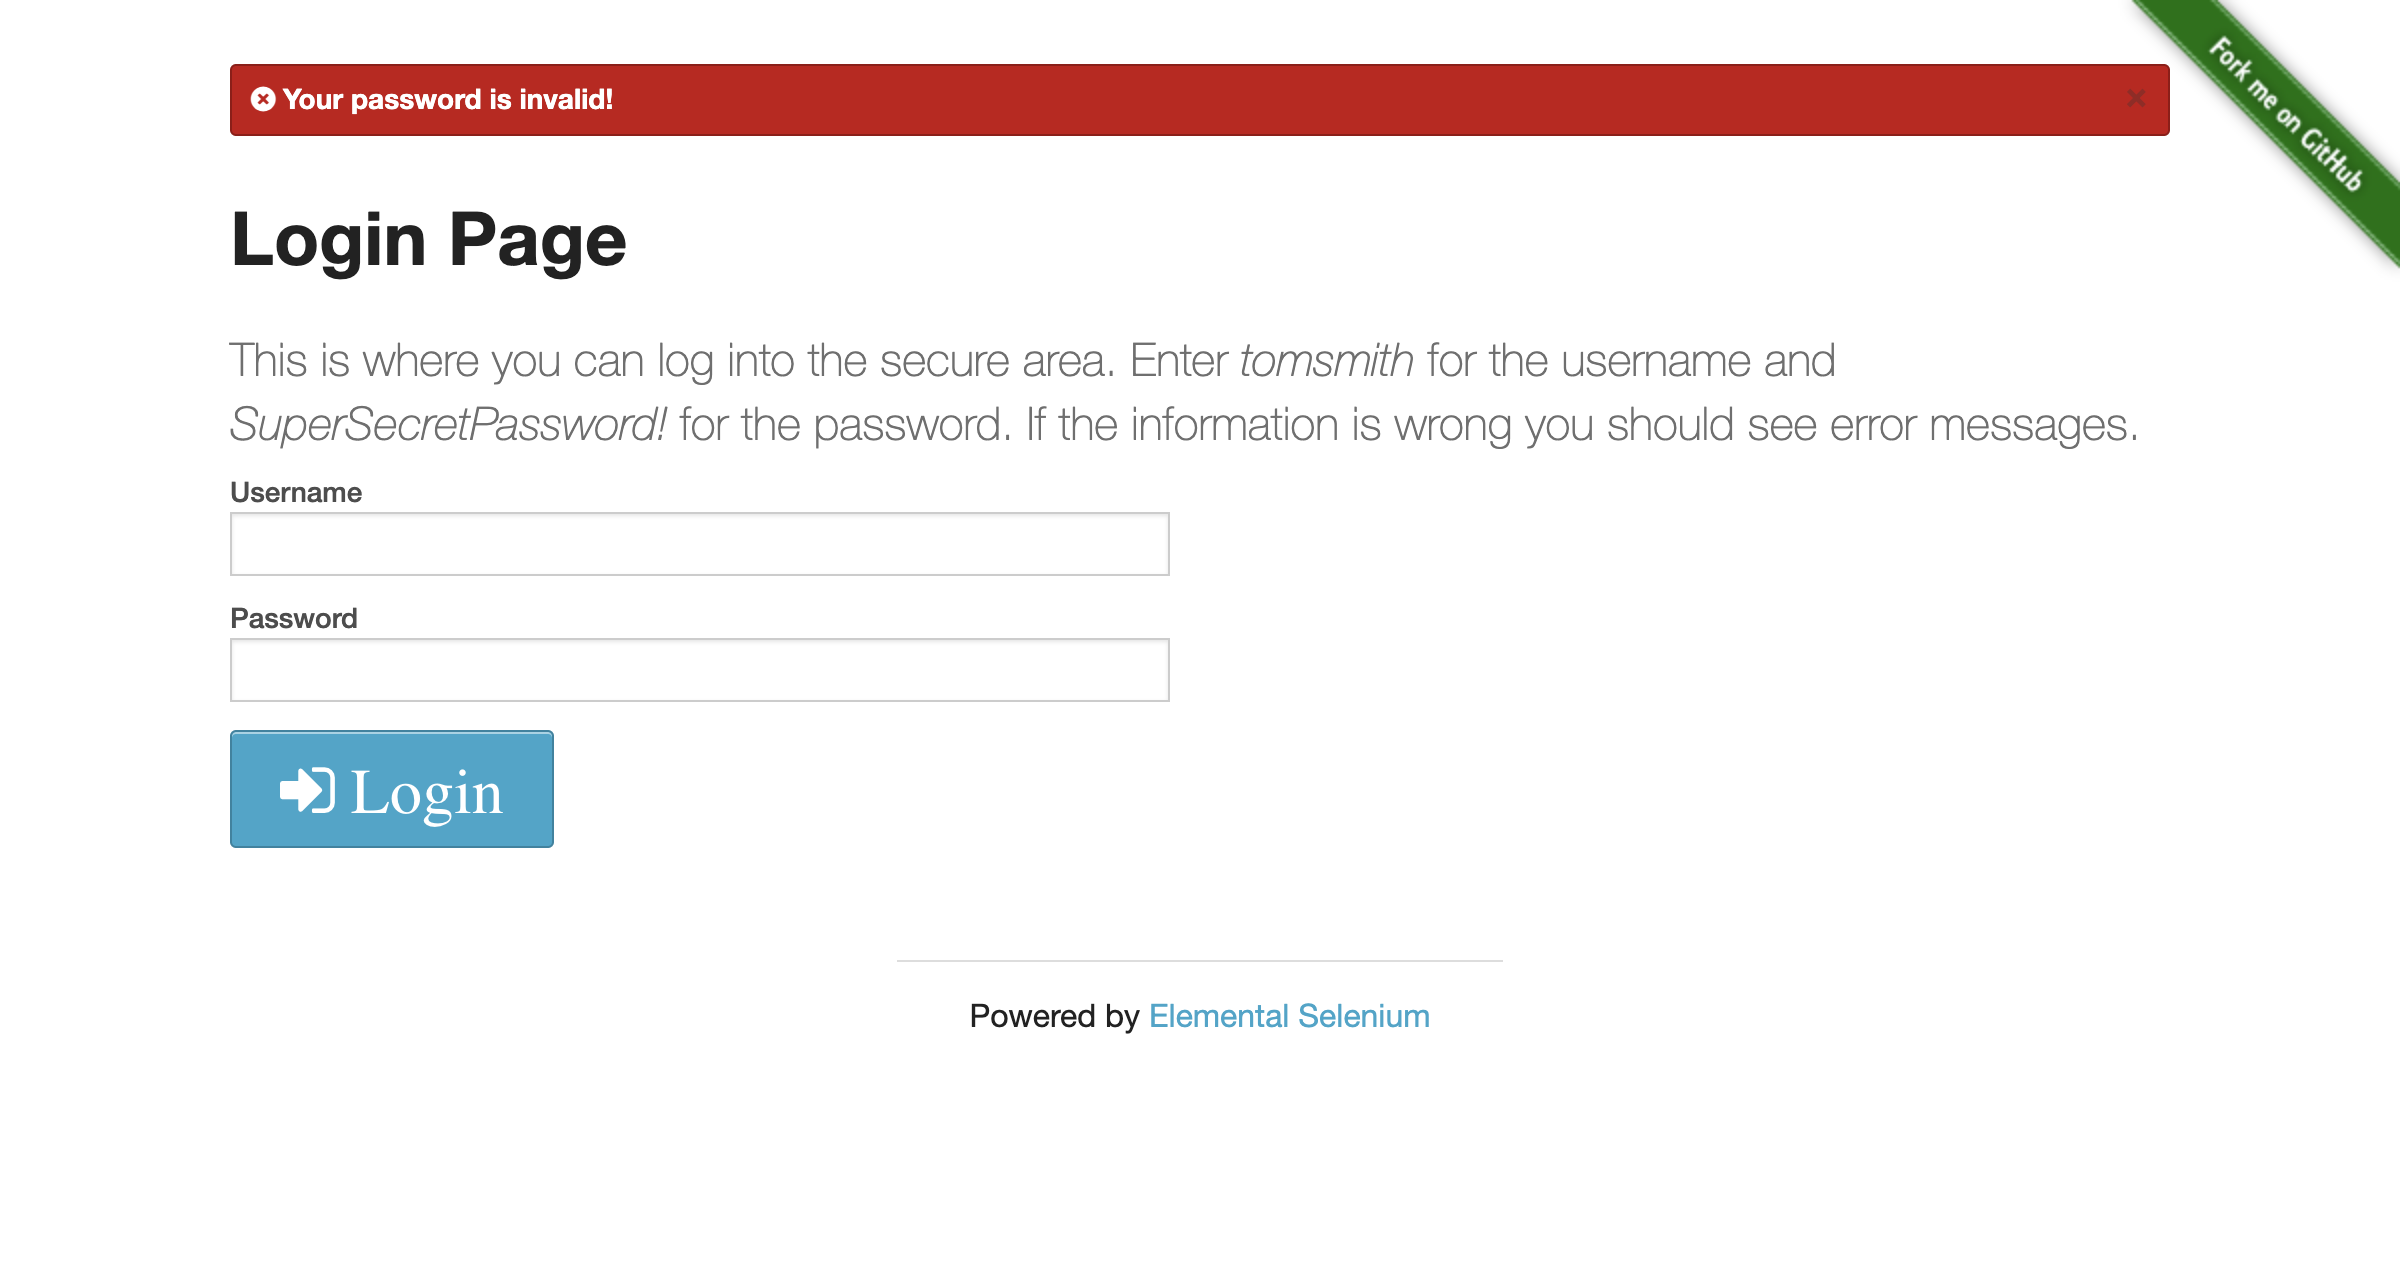 Your password is invalid!
×
Fork me on GitHub
Login Page
This is where you can log into the secure area. Enter tomsmith for the username and
SuperSecretPassword! for the password. If the information is wrong you should see error messages.
Username
Password
Login
Powered by Elemental Selenium